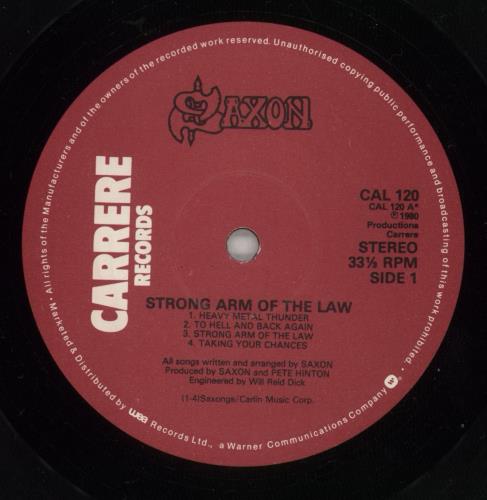 • All rights of the Manufacturers and of the owners of the recorded work reserved. Unauthorised copying public performance and broadcasting of this work prohibited. •
SAXON
CARRERE
RECORDS
CAL 120
CAL 120 A*
℗ 1980
Productions
Carrere
STEREO
33⅓ RPM
SIDE 1
STRONG ARM OF THE LAW
1. HEAVY METAL THUNDER
2. TO HELL AND BACK AGAIN
3. STRONG ARM OF THE LAW
4. TAKING YOUR CHANCES
All songs written and arranged by SAXON
Produced by SAXON and PETE HINTON
Engineered by Will Reid Dick
(1-4)Saxongs/Carlin Music Corp.
• Marketed & Distributed by wea Records Ltd., a Warner Communications Company